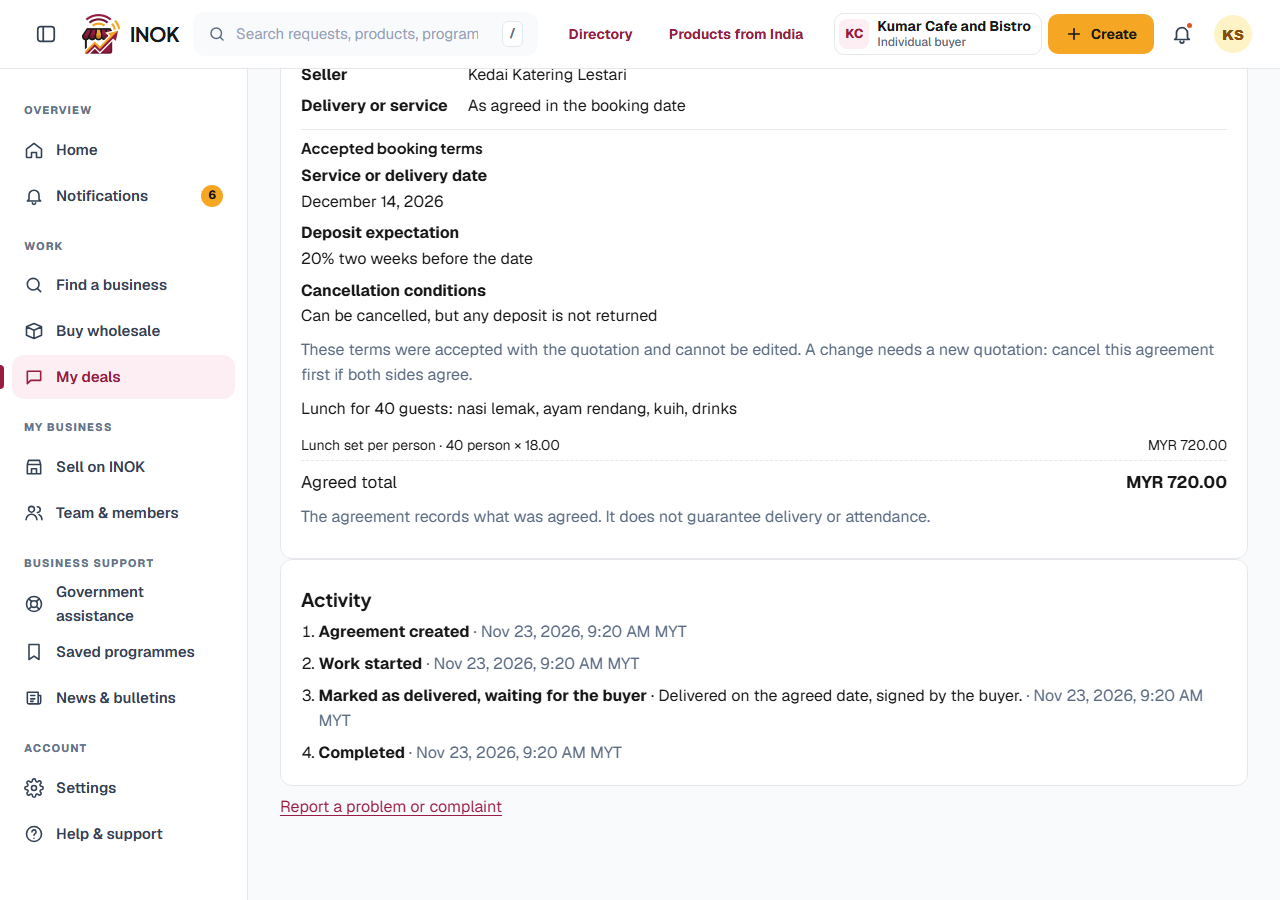 INOK
Search requests, products, program
/
Directory
Products from India
KC
Kumar Cafe and Bistro
Individual buyer
Create
KS
OVERVIEW
Home
Notifications
6
WORK
Find a business
Buy wholesale
My deals
MY BUSINESS
Sell on INOK
Team & members
BUSINESS SUPPORT
Government
assistance
Saved programmes
News & bulletins
ACCOUNT
Settings
Help & support
Seller
Kedai Katering Lestari
Delivery or service
As agreed in the booking date
Accepted booking terms
Service or delivery date
December 14, 2026
Deposit expectation
20% two weeks before the date
Cancellation conditions
Can be cancelled, but any deposit is not returned
These terms were accepted with the quotation and cannot be edited. A change needs a new quotation: cancel this agreement
first if both sides agree.
Lunch for 40 guests: nasi lemak, ayam rendang, kuih, drinks
Lunch set per person · 40 person × 18.00
MYR 720.00
Agreed total
MYR 720.00
The agreement records what was agreed. It does not guarantee delivery or attendance.
Activity
1. Agreement created · Nov 23, 2026, 9:20 AM MYT
2. Work started · Nov 23, 2026, 9:20 AM MYT
3. Marked as delivered, waiting for the buyer · Delivered on the agreed date, signed by the buyer. · Nov 23, 2026, 9:20 AM
MYT
4. Completed · Nov 23, 2026, 9:20 AM MYT
Report a problem or complaint